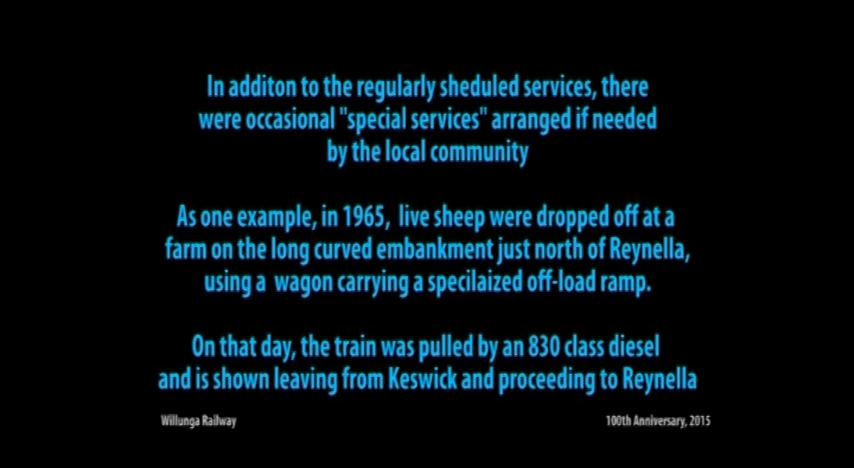 In additon to the regularly sheduled services, there
were occasional "special services" arranged if needed
by the local community
As one example, in 1965, live sheep were dropped off at a
farm on the long curved embankment just north of Reynella,
using a wagon carrying a specilaized off-load ramp.
On that day, the train was pulled by an 830 class diesel
and is shown leaving from Keswick and proceeding to Reynella
Willunga Railway
100th Anniversary, 2015